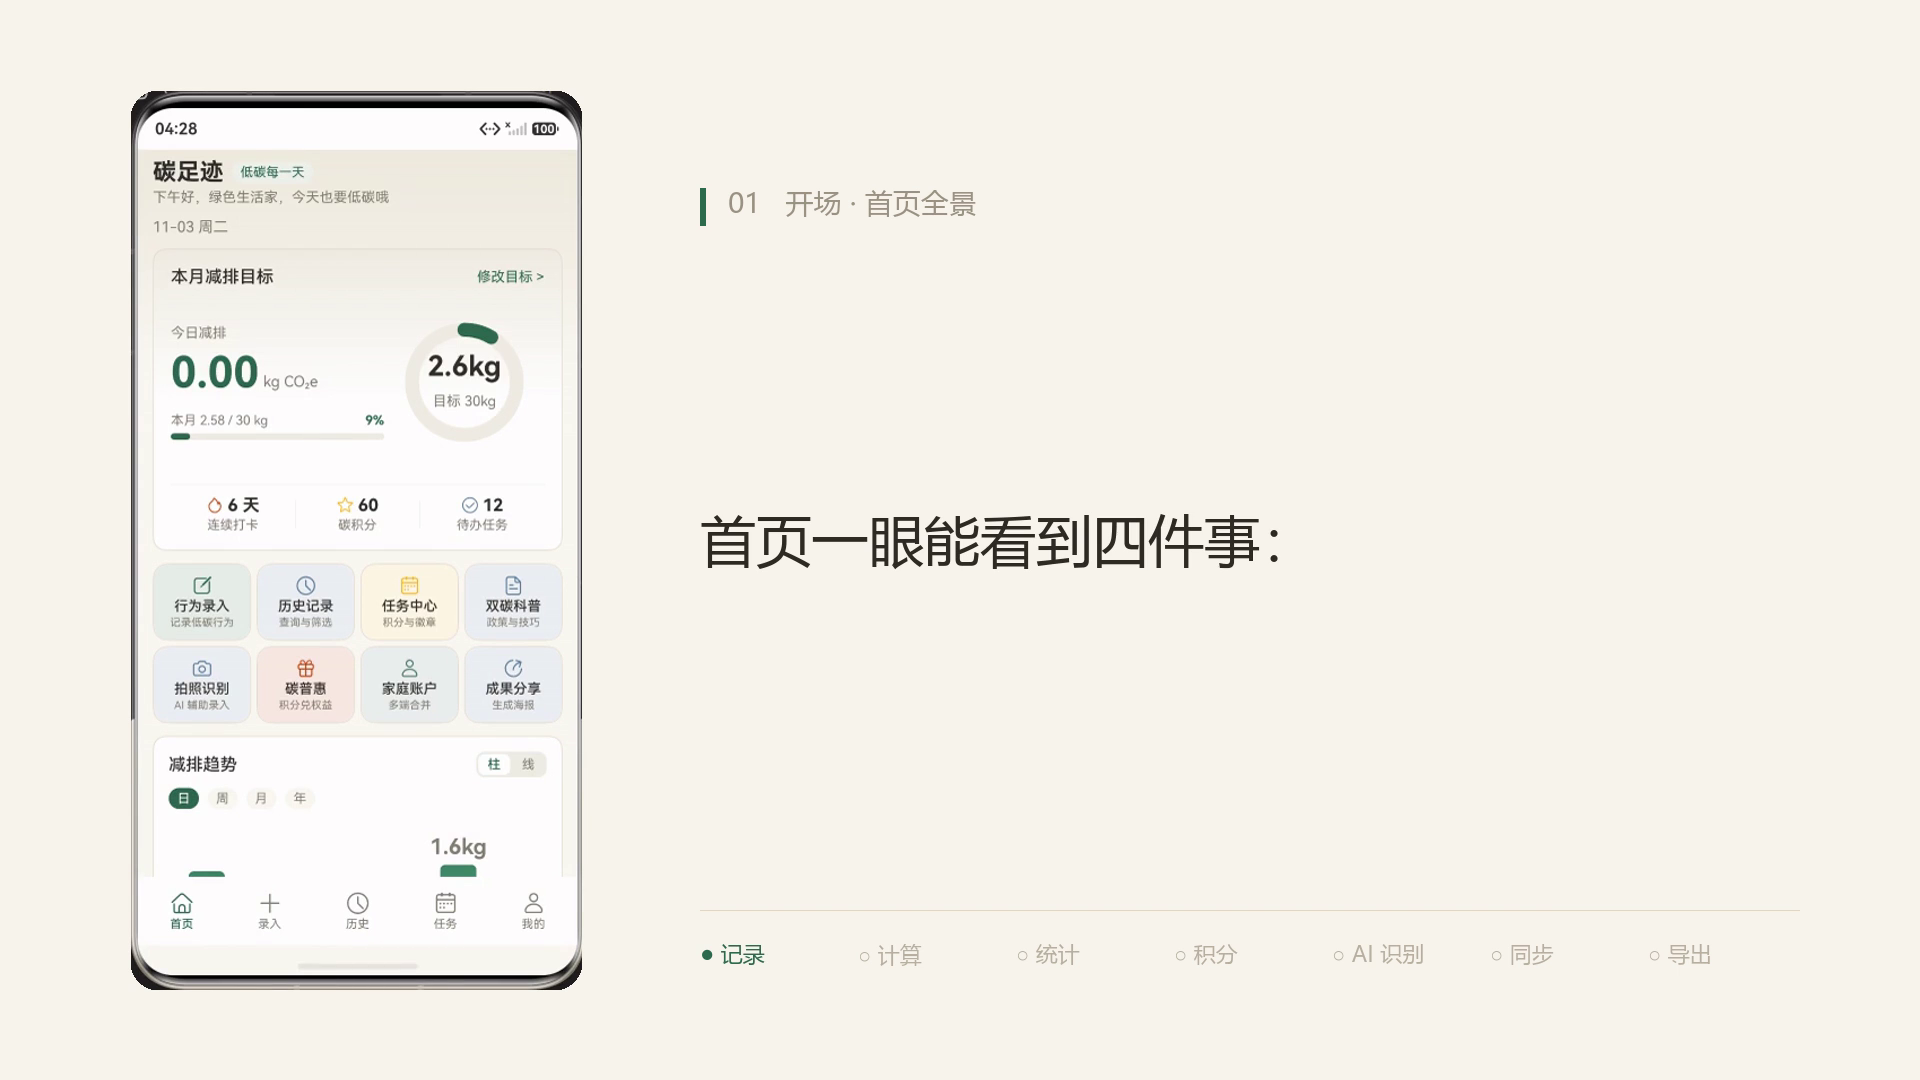 04:28
100
碳足迹 低碳每一天
下午好，绿色生活家，今天也要低碳哦
11-03 周二
本月减排目标 修改目标 >
今日减排
0.00 kg CO₂e
2.6kg
目标 30kg
本月 2.58 / 30 kg 9%
6 天 60 12
连续打卡 碳积分 待办任务
行为录入 历史记录 任务中心 双碳科普
记录低碳行为 查询与筛选 积分与徽章 政策与技巧
拍照识别 碳普惠 家庭账户 成果分享
AI 辅助录入 积分兑权益 多端合并 生成海报
减排趋势 柱 线
日 周 月 年
1.6kg
首页 录入 历史 任务 我的
01 开场 · 首页全景
首页一眼能看到四件事：
记录 计算 统计 积分 AI 识别 同步 导出